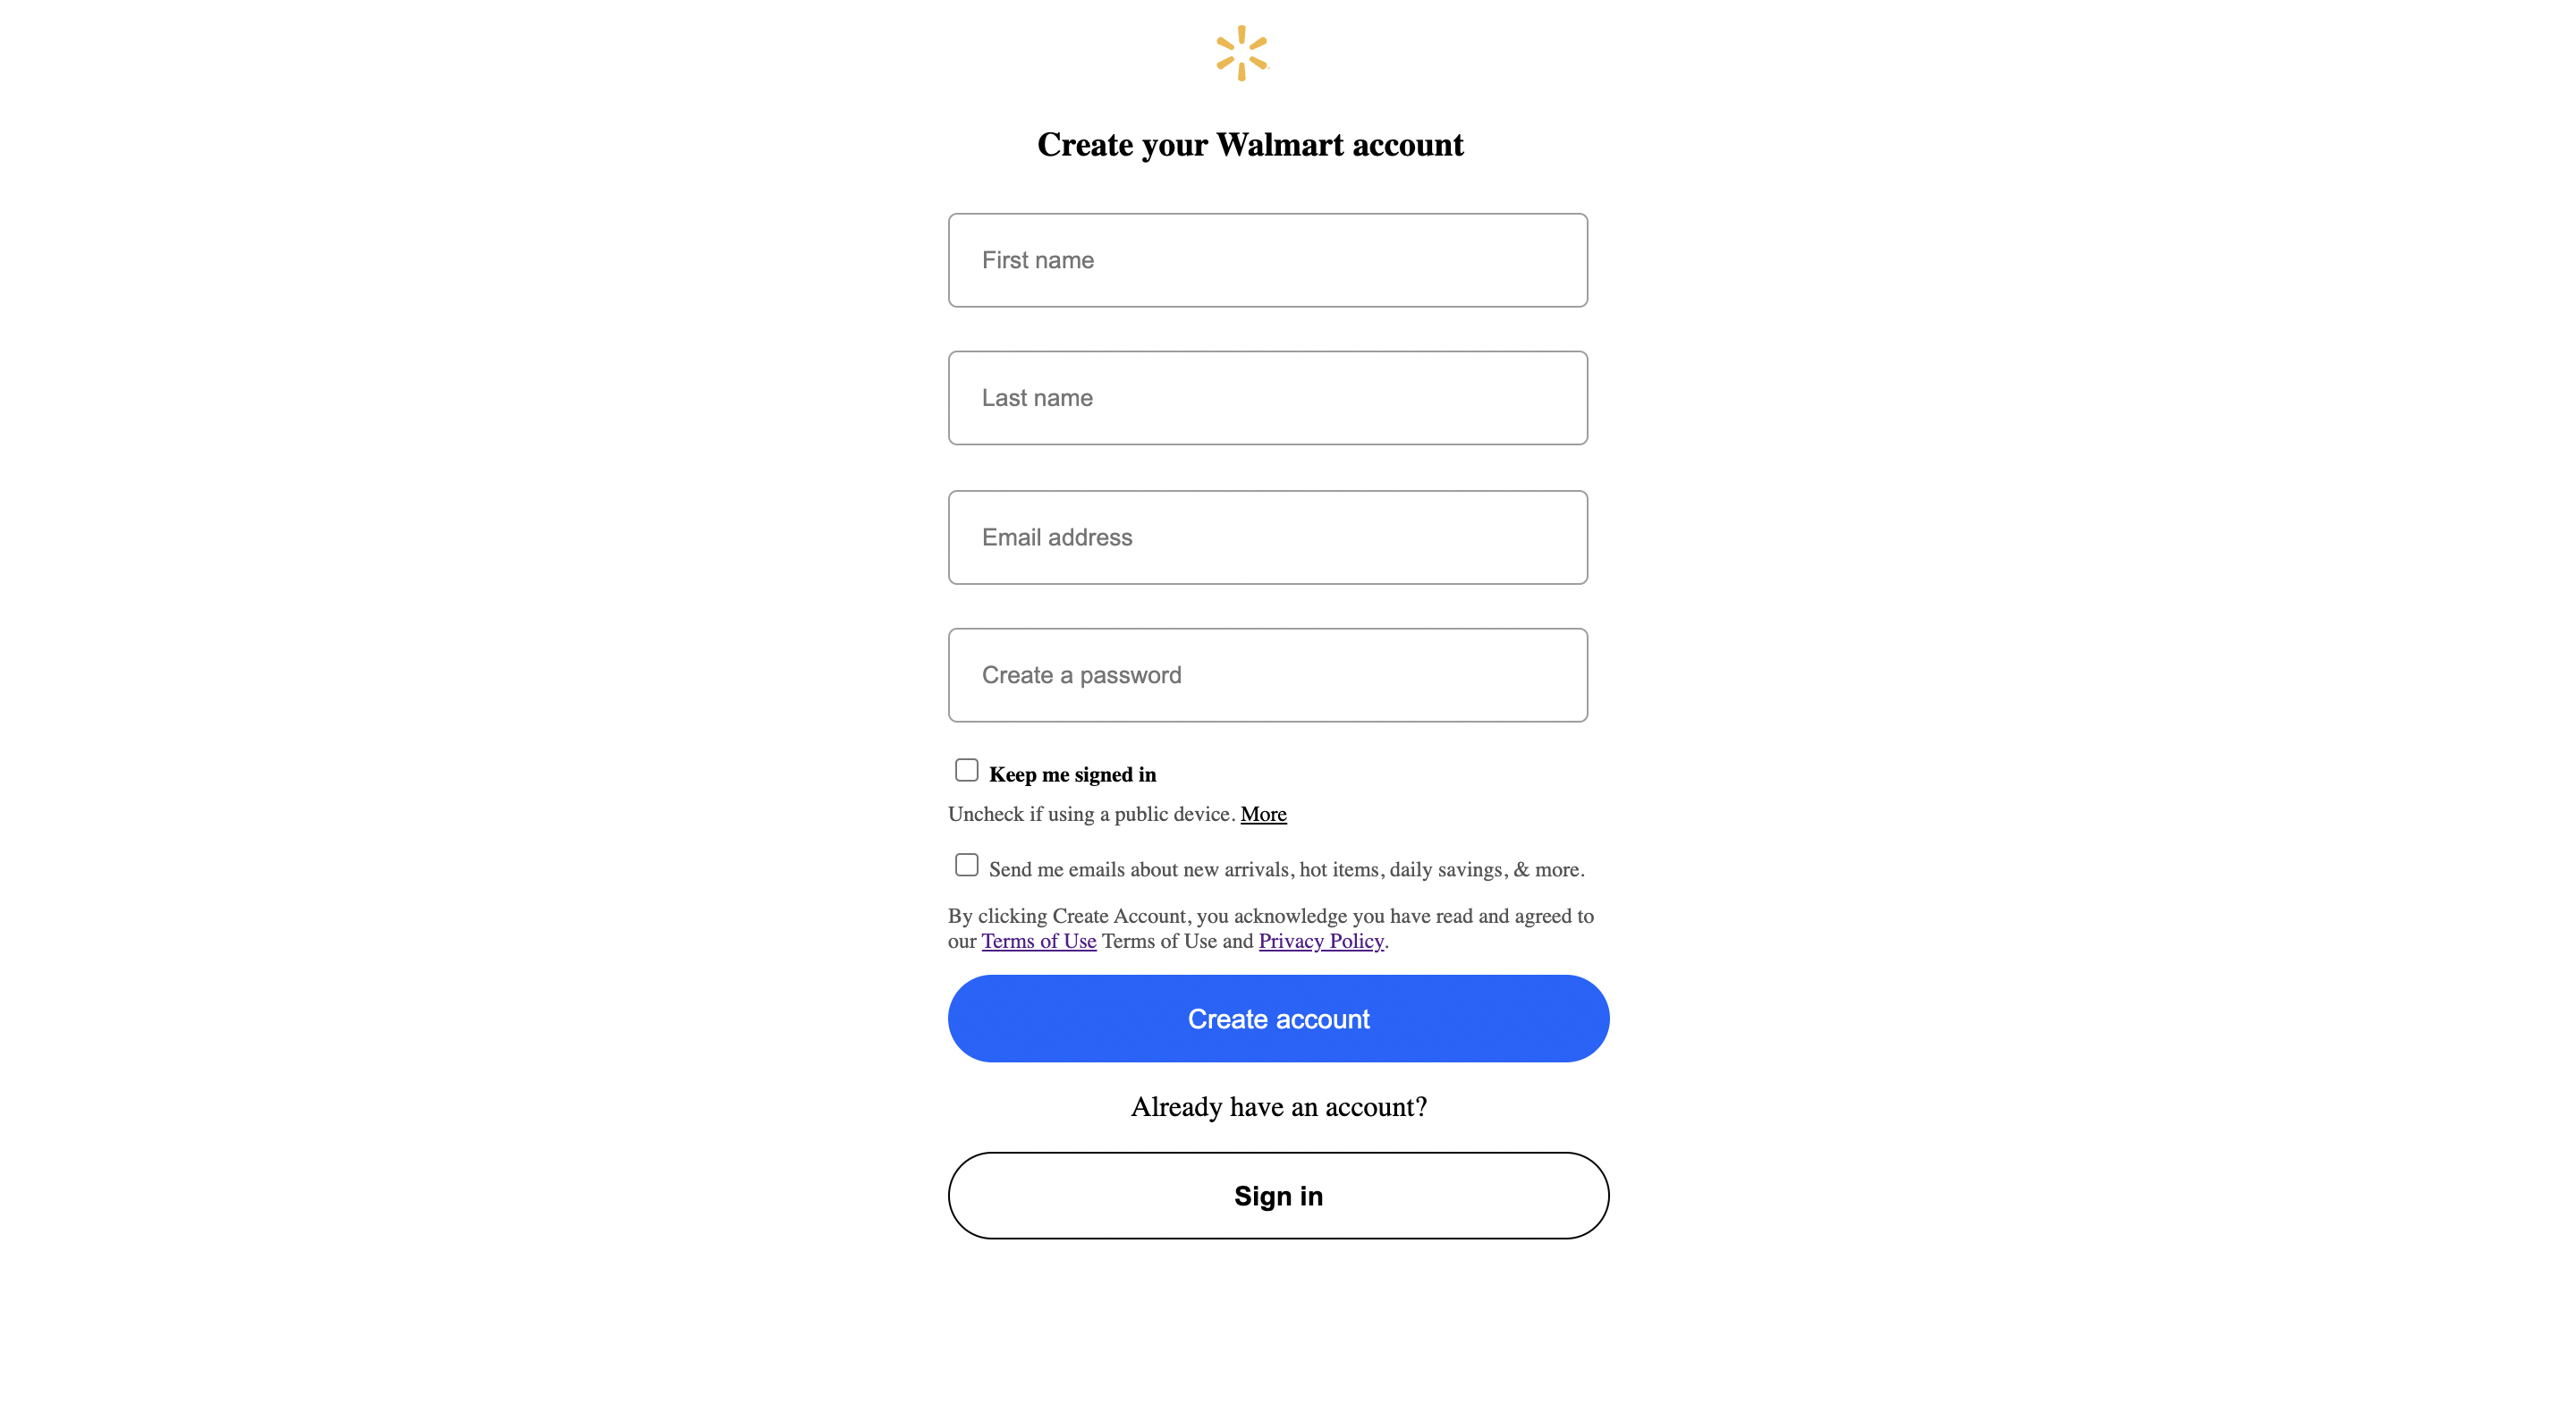 Create your Walmart account
First name
Last name
Email address
Create a password
Keep me signed in
Uncheck if using a public device. More
Send me emails about new arrivals, hot items, daily savings, & more.
By clicking Create Account, you acknowledge you have read and agreed to
our Terms of Use Terms of Use and Privacy Policy.
Create account
Already have an account?
Sign in